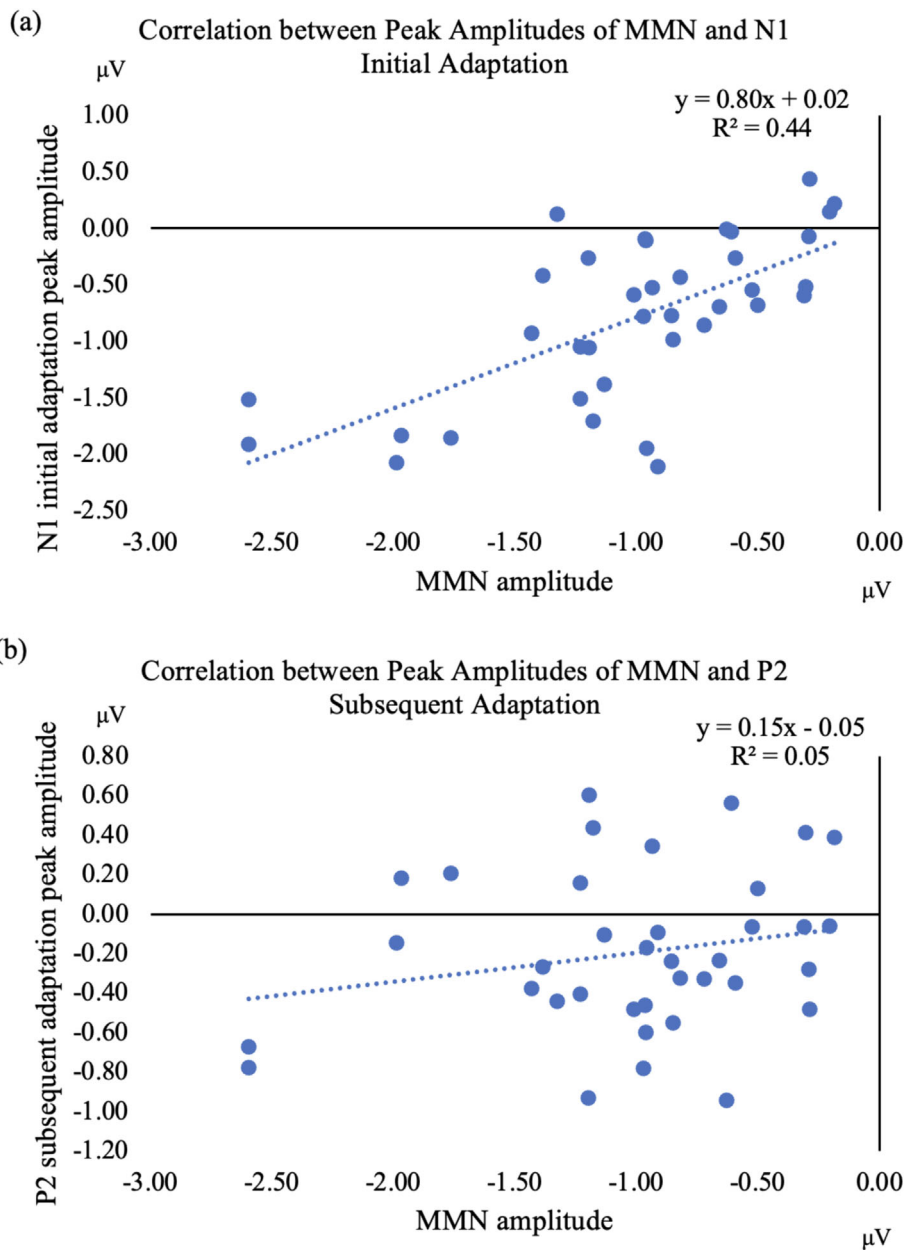 (a)
Correlation between Peak Amplitudes of MMN and N1
Initial Adaptation
μV
y = 0.80x + 0.02
R² = 0.44
N1 initial adaptation peak amplitude
1.00
0.50
0.00
-0.50
-1.00
-1.50
-2.00
-2.50
-3.00 -2.50 -2.00 -1.50 -1.00 -0.50 0.00
MMN amplitude
μV
(b)
Correlation between Peak Amplitudes of MMN and P2
Subsequent Adaptation
μV
y = 0.15x - 0.05
R² = 0.05
P2 subsequent adaptation peak amplitude
0.80
0.60
0.40
0.20
0.00
-0.20
-0.40
-0.60
-0.80
-1.00
-1.20
-3.00 -2.50 -2.00 -1.50 -1.00 -0.50 0.00
MMN amplitude
μV